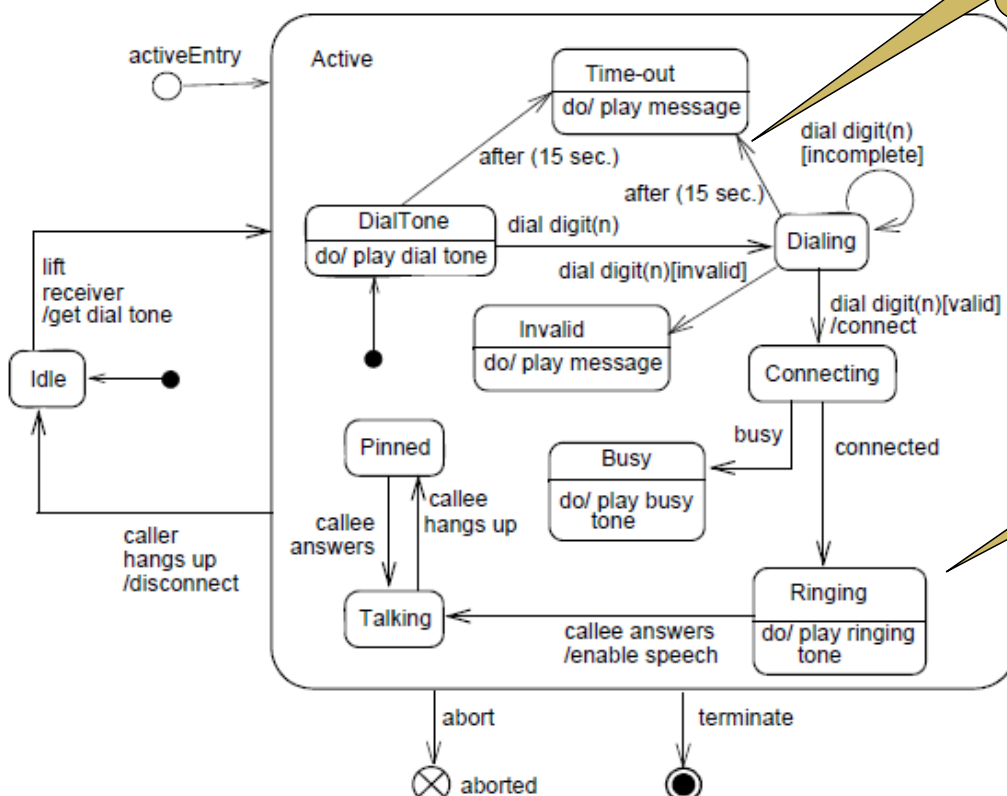 activeEntry
Active
Time-out
do/ play message
dial digit(n)
[incomplete]
after (15 sec.)
after (15 sec.)
DialTone
do/ play dial tone
dial digit(n)
Dialing
dial digit(n)[invalid]
lift
receiver
/get dial tone
Invalid
do/ play message
dial digit(n)[valid]
/connect
Idle
Connecting
Pinned
busy
connected
Busy
do/ play busy
tone
callee
hangs up
callee
answers
caller
hangs up
/disconnect
Talking
Ringing
do/ play ringing
tone
callee answers
/enable speech
abort
terminate
aborted